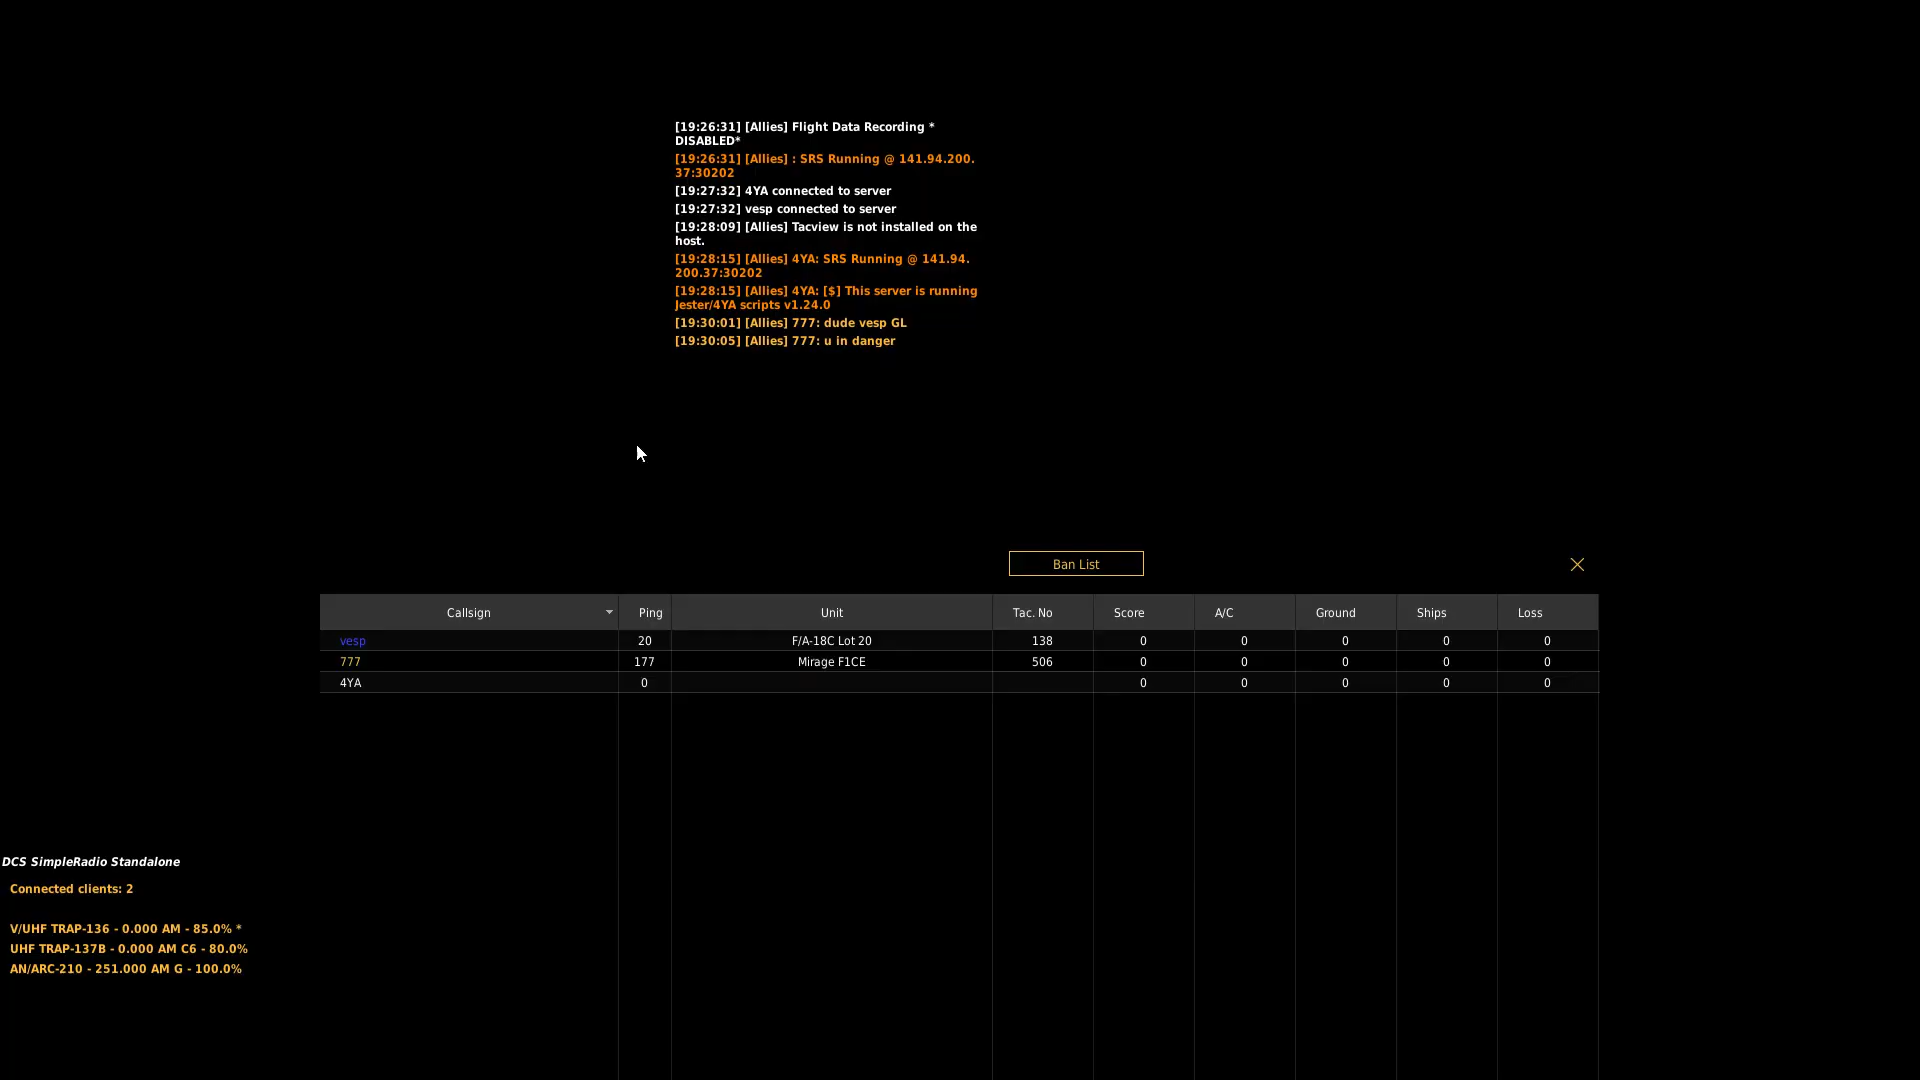 [19:26:31] [Allies] Flight Data Recording *
DISABLED*
[19:26:31] [Allies] : SRS Running @ 141.94.200.
37:30202
[19:27:32] 4YA connected to server
[19:27:32] vesp connected to server
[19:28:09] [Allies] Tacview is not installed on the
host.
[19:28:15] [Allies] 4YA: SRS Running @ 141.94.
200.37:30202
[19:28:15] [Allies] 4YA: [$] This server is running
Jester/4YA scripts v1.24.0
[19:30:01] [Allies] 777: dude vesp GL
[19:30:05] [Allies] 777: u in danger
Ban List
Callsign Ping Unit Tac. No Score A/C Ground Ships Loss
vesp 20 F/A-18C Lot 20 138 0 0 0 0 0
777 177 Mirage F1CE 506 0 0 0 0 0
4YA 0 0 0 0 0 0
DCS SimpleRadio Standalone
Connected clients: 2
V/UHF TRAP-136 - 0.000 AM - 85.0% *
UHF TRAP-137B - 0.000 AM C6 - 80.0%
AN/ARC-210 - 251.000 AM G - 100.0%